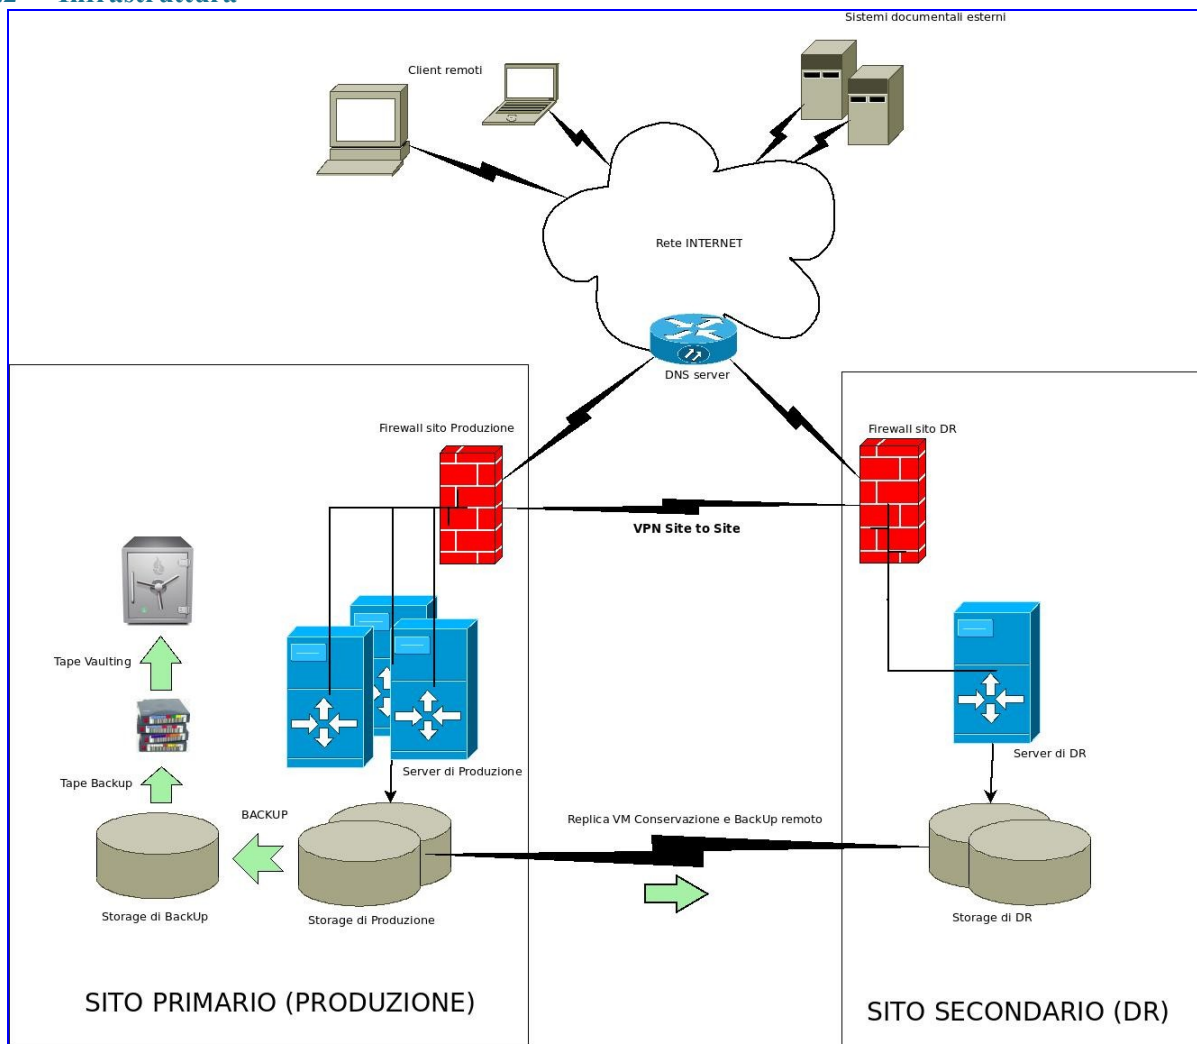 Infrastruttura
Sistemi documentali esterni
Client remoti
Rete INTERNET
DNS server
Firewall sito Produzione
Firewall sito DR
VPN Site to Site
Tape Vaulting
Server di Produzione
Server di DR
Tape Backup
BACKUP
Replica VM Conservazione e BackUp remoto
Storage di BackUp
Storage di Produzione
Storage di DR
SITO PRIMARIO (PRODUZIONE)
SITO SECONDARIO (DR)